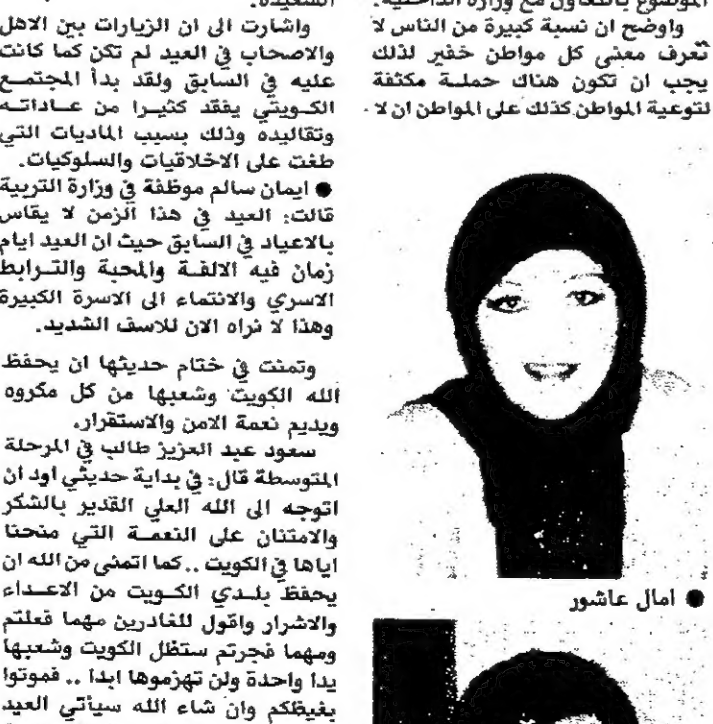 الموضوع بالتعاون مع وزارة الداخلية.
واوضح ان نسبة كبيرة من الناس لا
تعرف معنى كل مواطن خفير لذلك
يجب ان تكون هناك حملة مكثفة
لتوعية المواطن كذلك على المواطن ان لا
● امال عاشور
السعيدة.
واشارت الى ان الزيارات بين الاهل
والاصحاب في العيد لم تكن كما كانت
عليه في السابق ولقد بدأ المجتمع
الكويتي يفقد كثيرا من عاداته
وتقاليده وذلك بسبب الماديات التي
طغت على الاخلاقيات والسلوكيات.
● ايمان سالم موظفة في وزارة التربية
قالت: العيد في هذا الزمن لا يقاس
بالاعياد في السابق حيث ان العيد ايام
زمان فيه الالفة والمحبة والترابط
الاسري والانتماء الى الاسرة الكبيرة
وهذا لا نراه الان للاسف الشديد.
وتمنت في ختام حديثها ان يحفظ
الله الكويت وشعبها من كل مكروه
ويديم نعمة الامن والاستقرار.
سعود عبد العزيز طالب في المرحلة
المتوسطة قال: في بداية حديثي اود ان
اتوجه الى الله العلي القدير بالشكر
والامتنان على النعمة التي منحنا
اياها في الكويت .. كما اتمنى من الله ان
يحفظ بلدي الكويت من الاعداء
والاشرار واقول للغادرين مهما فعلتم
ومهما فجرتم ستظل الكويت وشعبها
يدا واحدة ولن تهزموها ابدا .. فموتوا
بغيظكم وان شاء الله سيأتي العيد